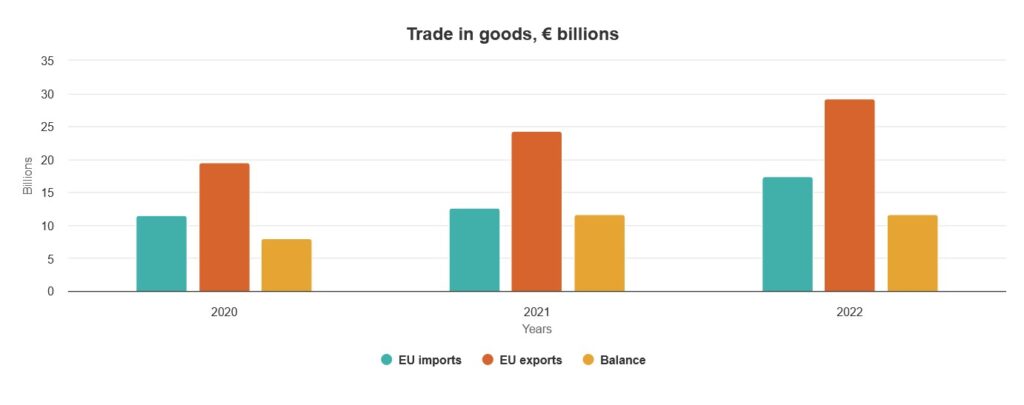 Trade in goods, € billions
35
30
25
20
15
10
5
0
Billions
2020 2021 2022
Years
EU imports EU exports Balance